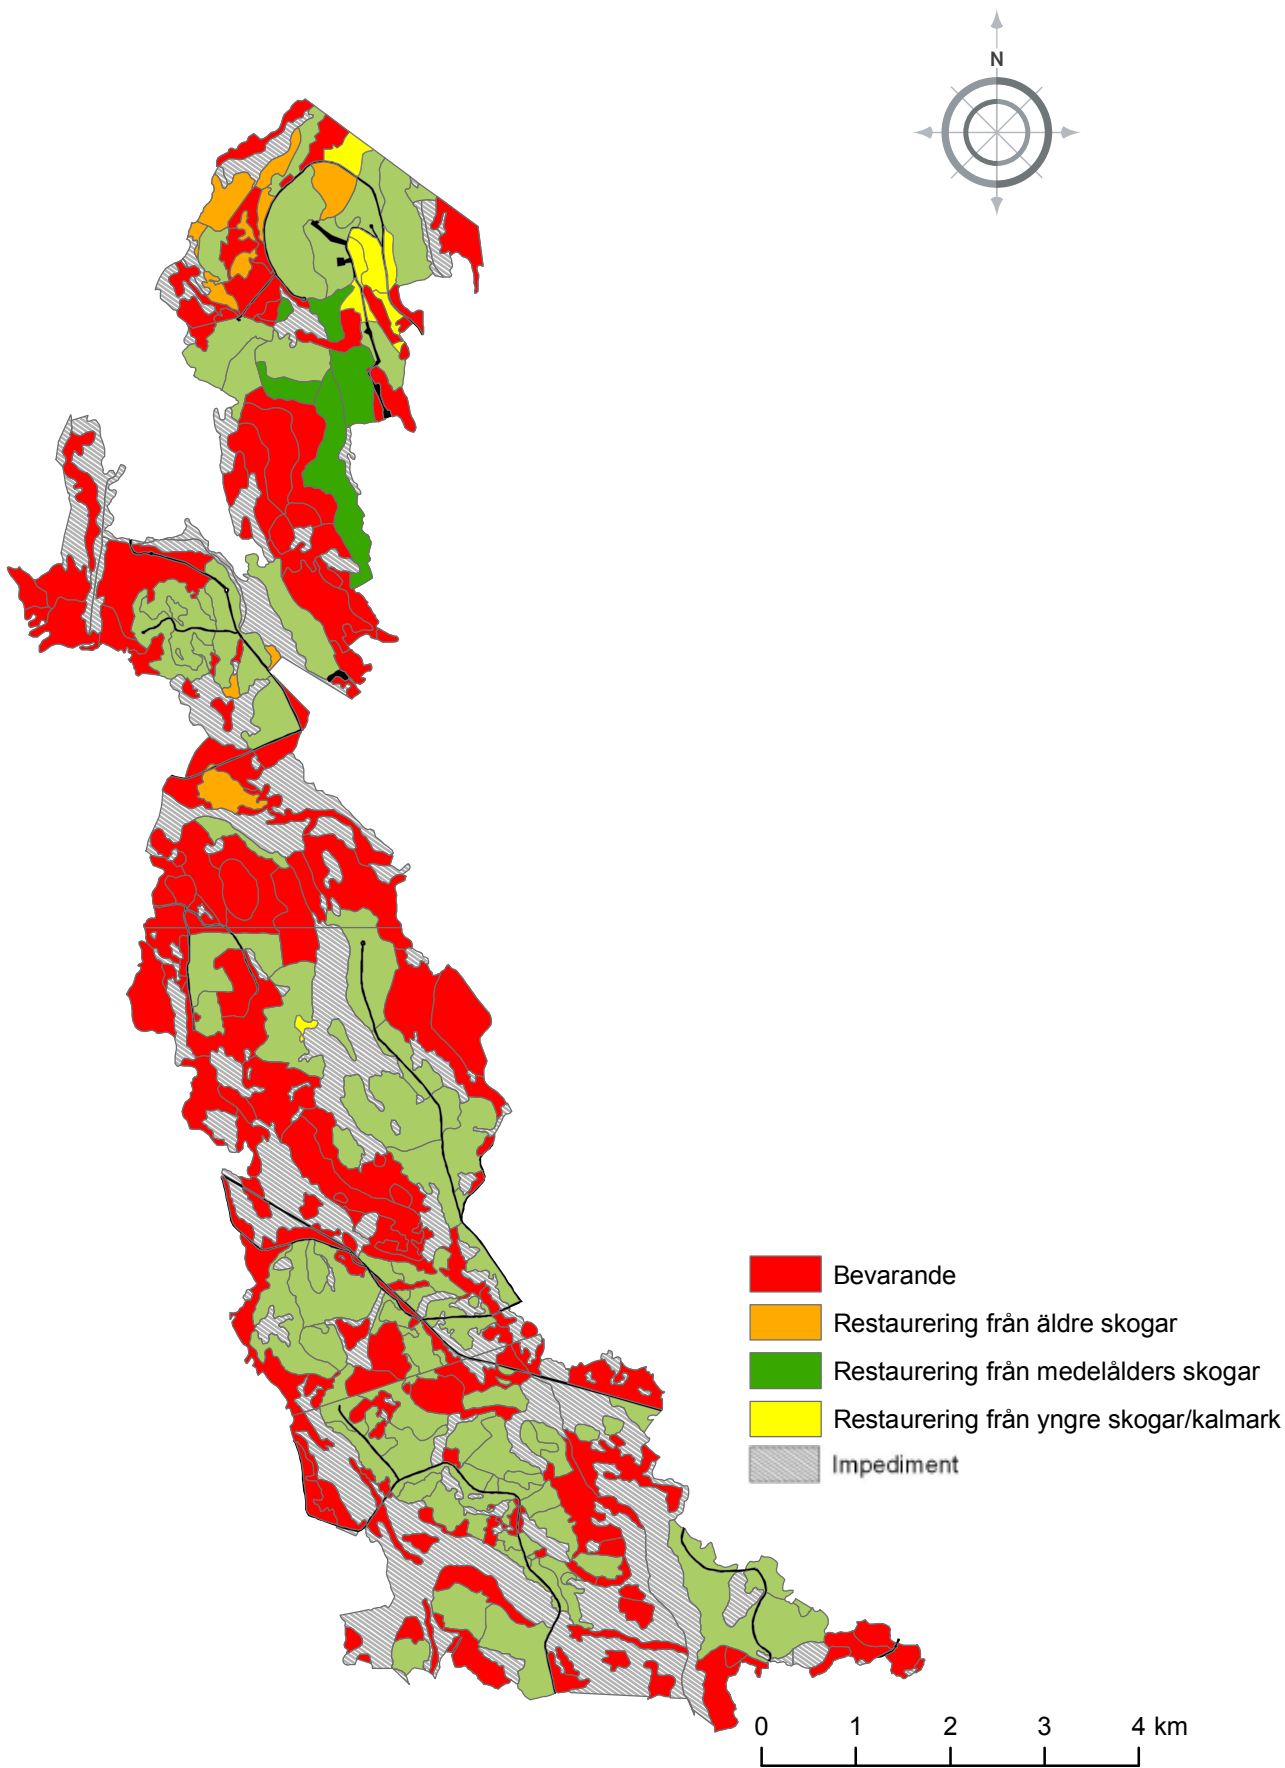 N
Bevarande
Restaurering från äldre skogar
Restaurering från medelålders skogar
Restaurering från yngre skogar/kalmark
Impediment
0 1 2 3 4 km